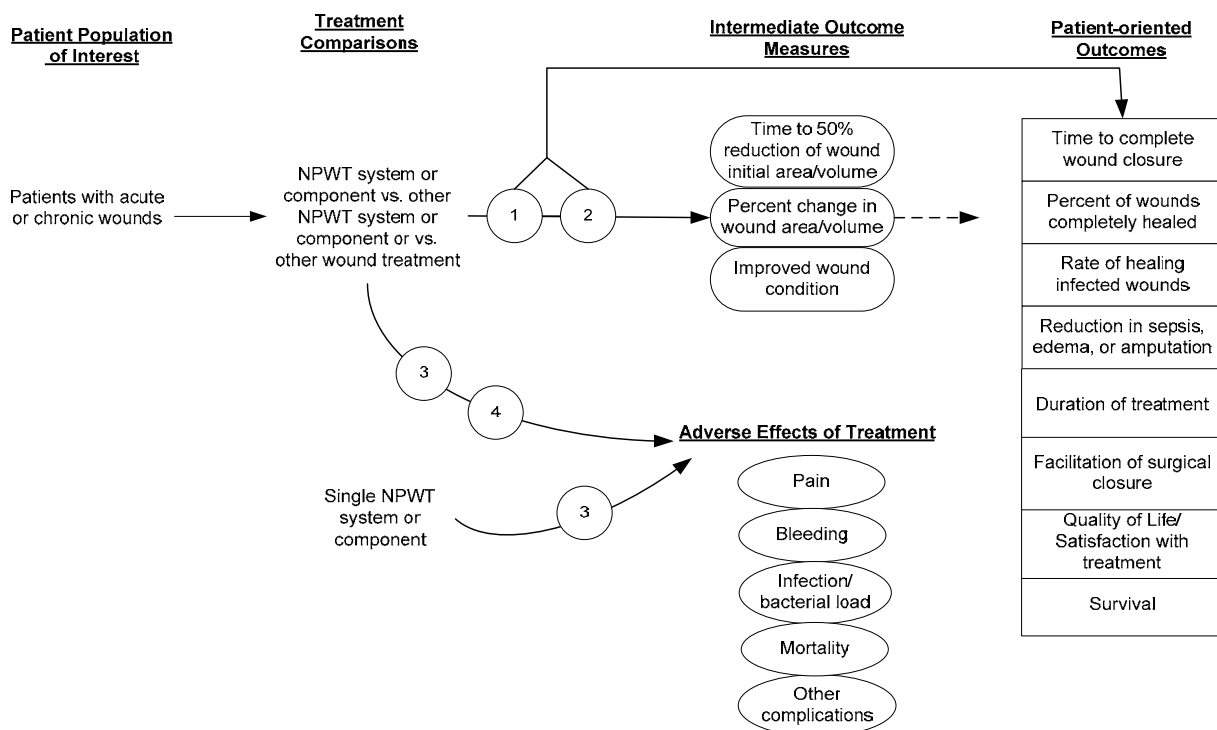 Patient Population
of Interest
Treatment
Comparisons
Intermediate Outcome
Measures
Patient-oriented
Outcomes
Patients with acute
or chronic wounds
NPWT system or
component vs. other
NPWT system or
component or vs.
other wound treatment
1
2
Time to 50%
reduction of wound
initial area/volume
Percent change in
wound area/volume
Improved wound
condition
Time to complete
wound closure
Percent of wounds
completely healed
Rate of healing
infected wounds
Reduction in sepsis,
edema, or amputation
Duration of treatment
Facilitation of surgical
closure
Quality of Life/
Satisfaction with
treatment
Survival
3
4
Single NPWT
system or
component
3
Adverse Effects of Treatment
Pain
Bleeding
Infection/
bacterial load
Mortality
Other
complications